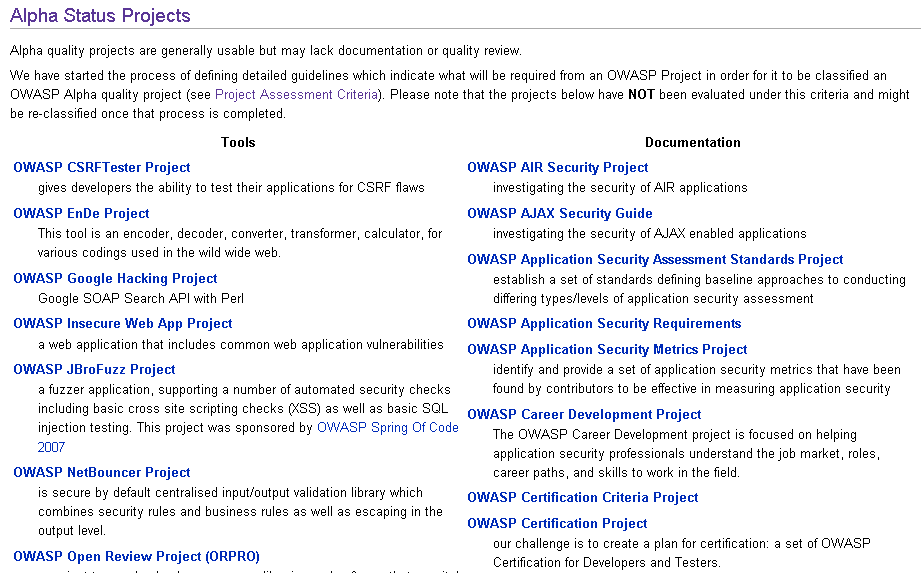 Alpha Status Projects
Alpha quality projects are generally usable but may lack documentation or quality review.
We have started the process of defining detailed guidelines which indicate what will be required from an OWASP Project in order for it to be classified an
OWASP Alpha quality project (see Project Assessment Criteria). Please note that the projects below have NOT been evaluated under this criteria and might
be re-classified once that process is completed.
Tools
OWASP CSRFTester Project
gives developers the ability to test their applications for CSRF flaws
OWASP EnDe Project
This tool is an encoder, decoder, converter, transformer, calculator, for
various codings used in the wild wide web.
OWASP Google Hacking Project
Google SOAP Search API with Perl
OWASP Insecure Web App Project
a web application that includes common web application vulnerabilities
OWASP JBroFuzz Project
a fuzzer application, supporting a number of automated security checks
including basic cross site scripting checks (XSS) as well as basic SQL
injection testing. This project was sponsored by OWASP Spring Of Code
2007
OWASP NetBouncer Project
is secure by default centralised input/output validation library which
combines security rules and business rules as well as escaping in the
output level.
OWASP Open Review Project (ORPRO)
Documentation
OWASP AIR Security Project
investigating the security of AIR applications
OWASP AJAX Security Guide
investigating the security of AJAX enabled applications
OWASP Application Security Assessment Standards Project
establish a set of standards defining baseline approaches to conducting
differing types/levels of application security assessment
OWASP Application Security Requirements
OWASP Application Security Metrics Project
identify and provide a set of application security metrics that have been
found by contributors to be effective in measuring application security
OWASP Career Development Project
The OWASP Career Development project is focused on helping
application security professionals understand the job market, roles,
career paths, and skills to work in the field.
OWASP Certification Criteria Project
OWASP Certification Project
our challenge is to create a plan for certification: a set of OWASP
Certification for Developers and Testers.